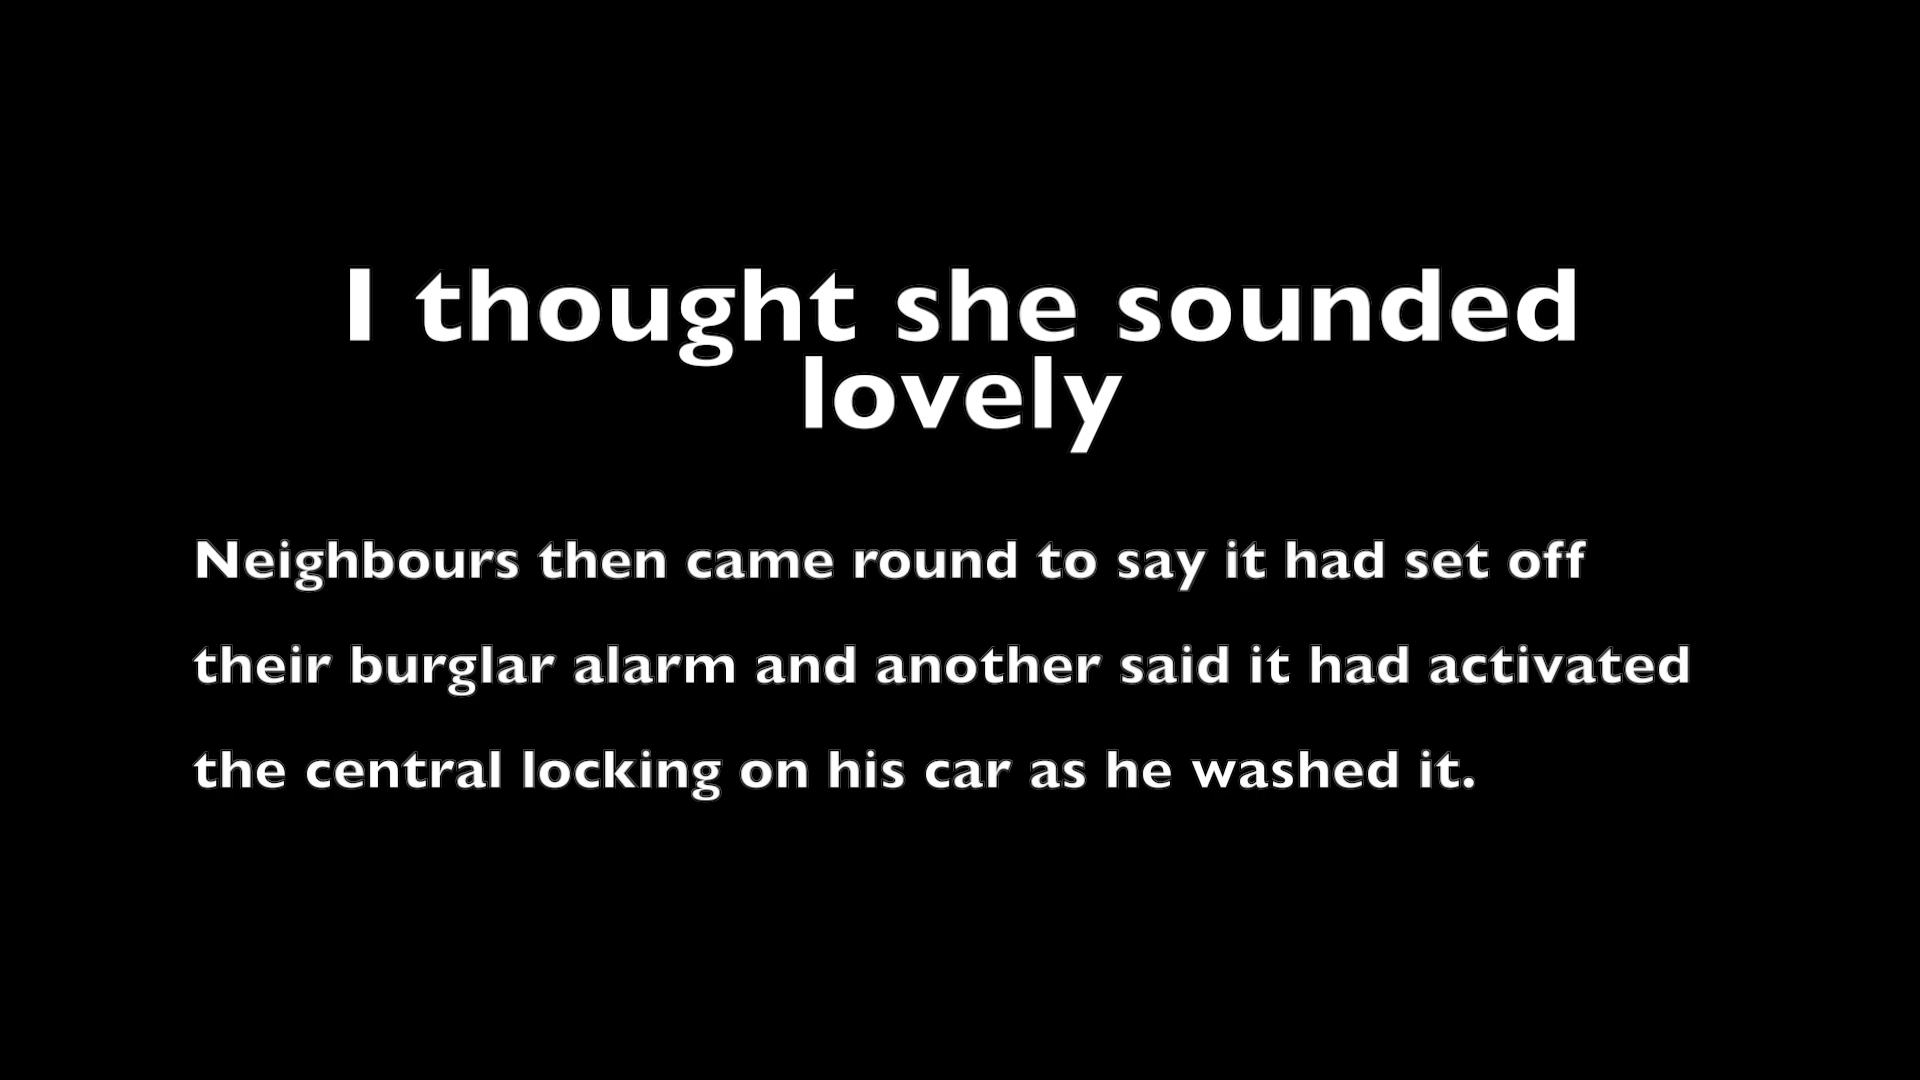 I thought she sounded
lovely
Neighbours then came round to say it had set off
their burglar alarm and another said it had activated
the central locking on his car as he washed it.